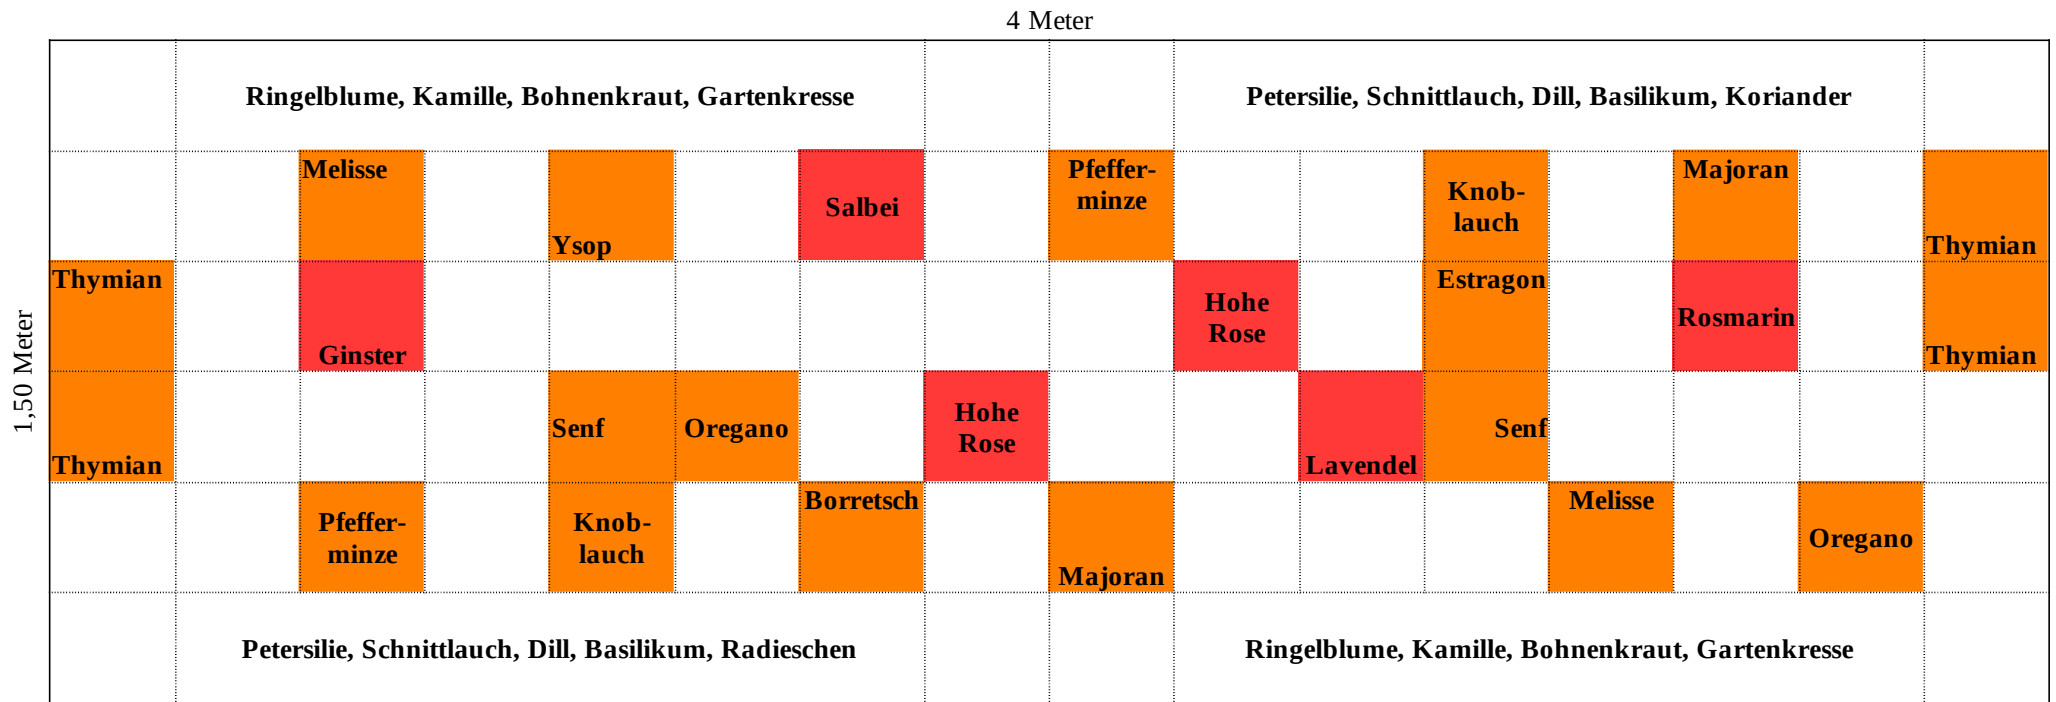 4 Meter
Ringelblume, Kamille, Bohnenkraut, Gartenkresse
Petersilie, Schnittlauch, Dill, Basilikum, Koriander
Melisse
Ysop
Salbei
Pfeffer-
minze
Knob-
lauch
Majoran
Thymian
1,50 Meter
Thymian
Ginster
Hohe
Rose
Estragon
Rosmarin
Thymian
Thymian
Senf
Oregano
Hohe
Rose
Lavendel
Senf
Pfeffer-
minze
Knob-
lauch
Borretsch
Majoran
Melisse
Oregano
Petersilie, Schnittlauch, Dill, Basilikum, Radieschen
Ringelblume, Kamille, Bohnenkraut, Gartenkresse